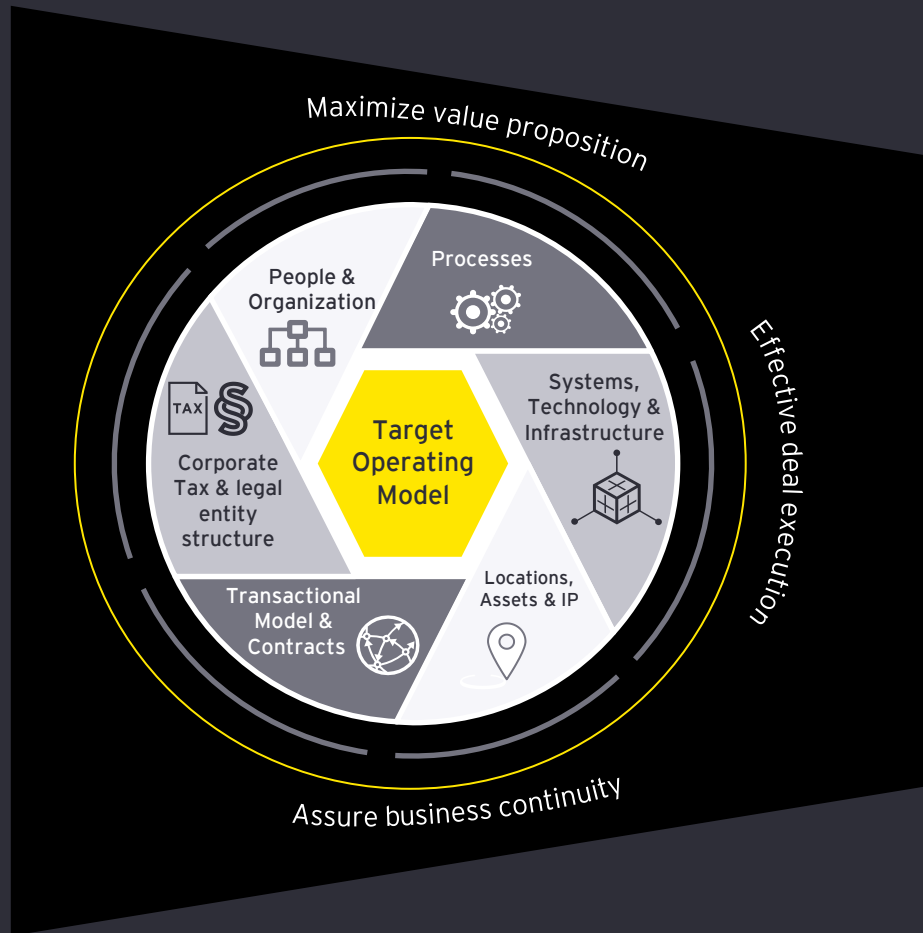 Maximize value proposition
Effective deal execution
Assure business continuity
Processes
People &
Organization
Systems,
Technology &
Infrastructure
Target
Operating
Model
TAX
§
Corporate
Tax & legal
entity
structure
Locations,
Assets & IP
Transactional
Model &
Contracts